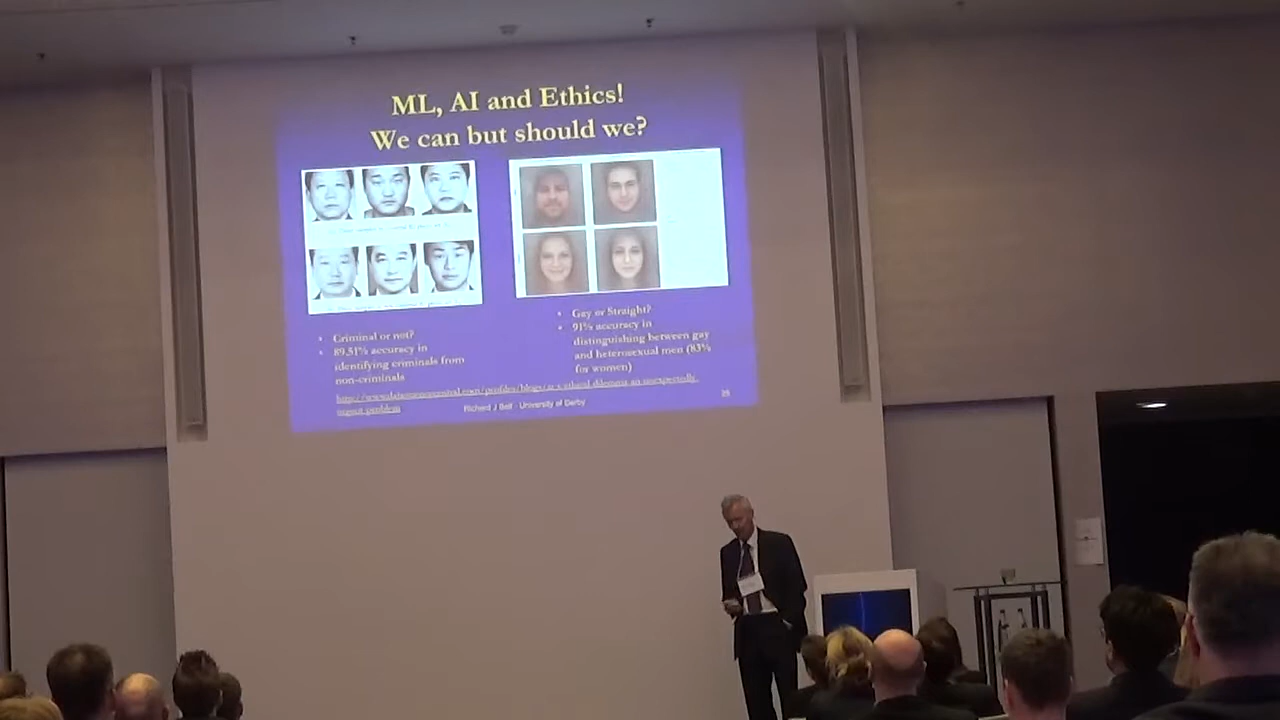 ML, AI and Ethics!
We can but should we?
• Criminal or not?
• 89.51% accuracy in
identifying criminals from
non-criminals
• Gay or Straight?
• 91% accuracy in
distinguishing between gay
and heterosexual men (83%
for women)
Richard J Self - University of Derby